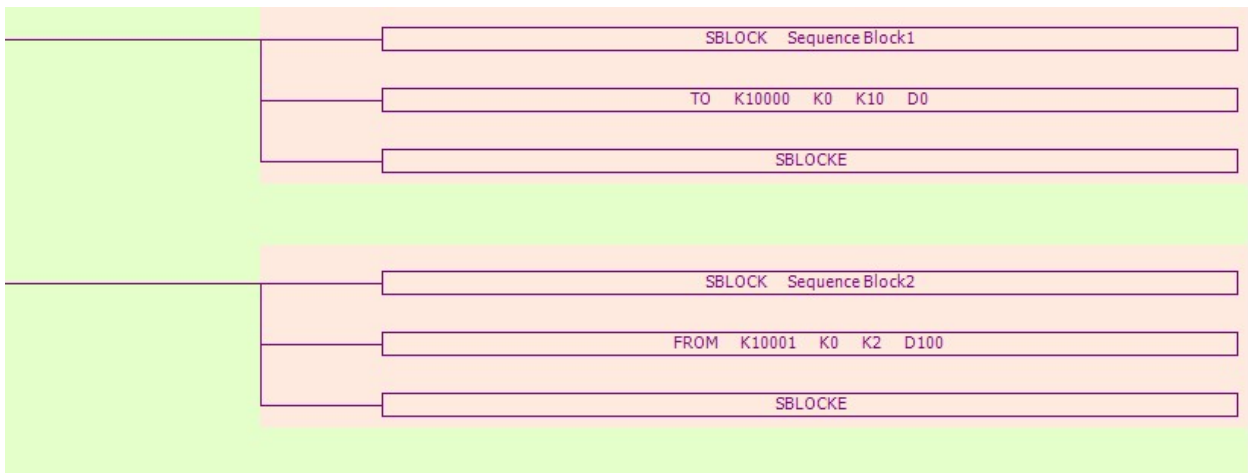 SBLOCK Sequence Block1
TO K10000 K0 K10 D0
SBLOCKE
SBLOCK Sequence Block2
FROM K10001 K0 K2 D100
SBLOCKE